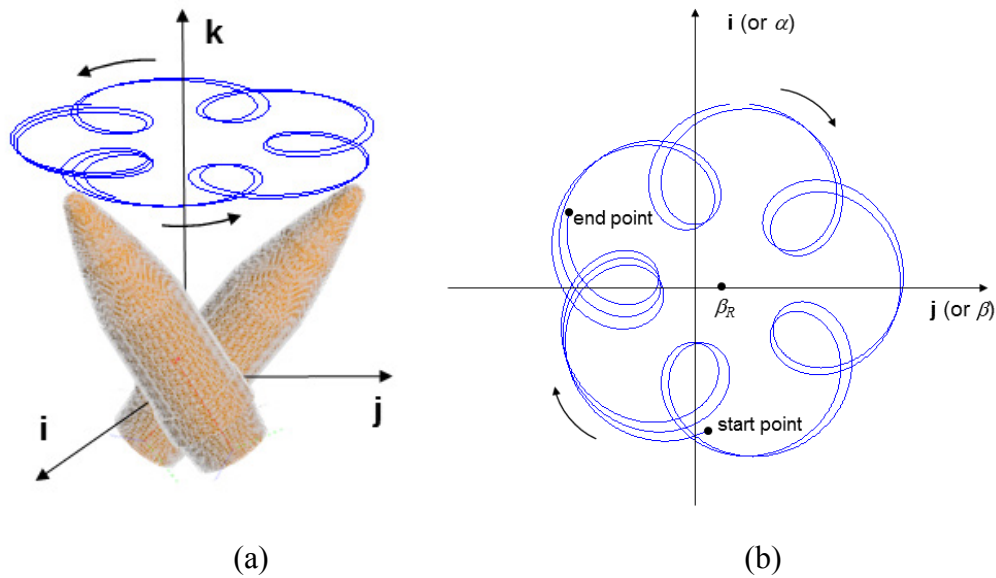 k
i
j
i (or α)
end point
β_R
j (or β)
start point
(a)
(b)